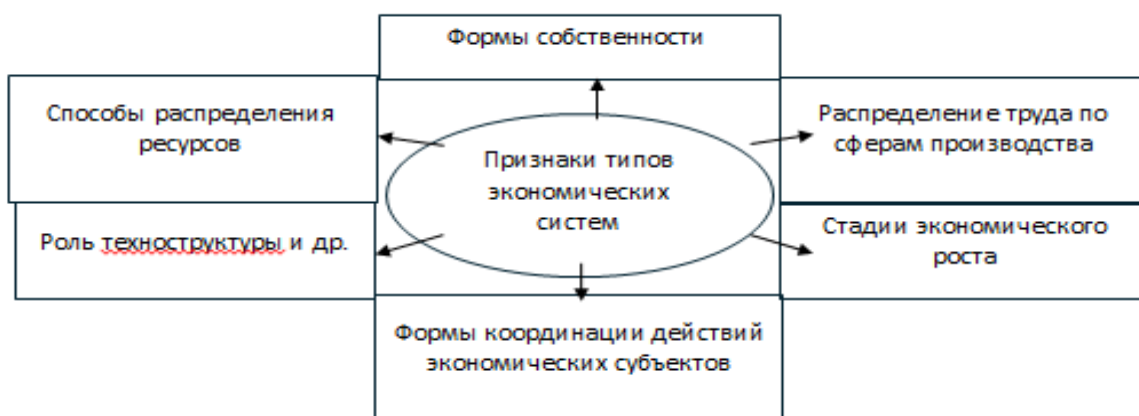 Формы собственности
Способы распределения
ресурсов
Распределение труда по
сферам производства
Признаки типов
экономических
систем
Роль техноструктуры и др.
Стадии экономического
роста
Формы координации действий
экономических субъектов